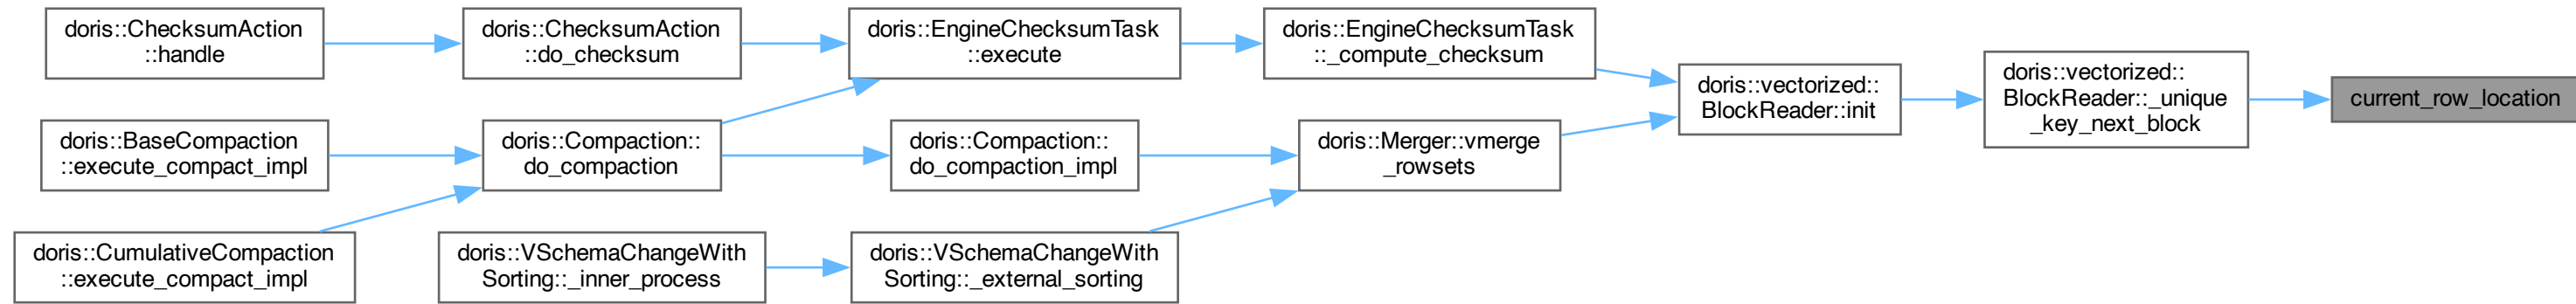 doris::ChecksumAction
::handle
doris::ChecksumAction
::do_checksum
doris::EngineChecksumTask
::execute
doris::EngineChecksumTask
::_compute_checksum
doris::vectorized::
BlockReader::init
doris::vectorized::
BlockReader::_unique
_key_next_block
current_row_location
doris::BaseCompaction
::execute_compact_impl
doris::Compaction::
do_compaction
doris::Compaction::
do_compaction_impl
doris::Merger::vmerge
_rowsets
doris::CumulativeCompaction
::execute_compact_impl
doris::VSchemaChangeWith
Sorting::_inner_process
doris::VSchemaChangeWith
Sorting::_external_sorting